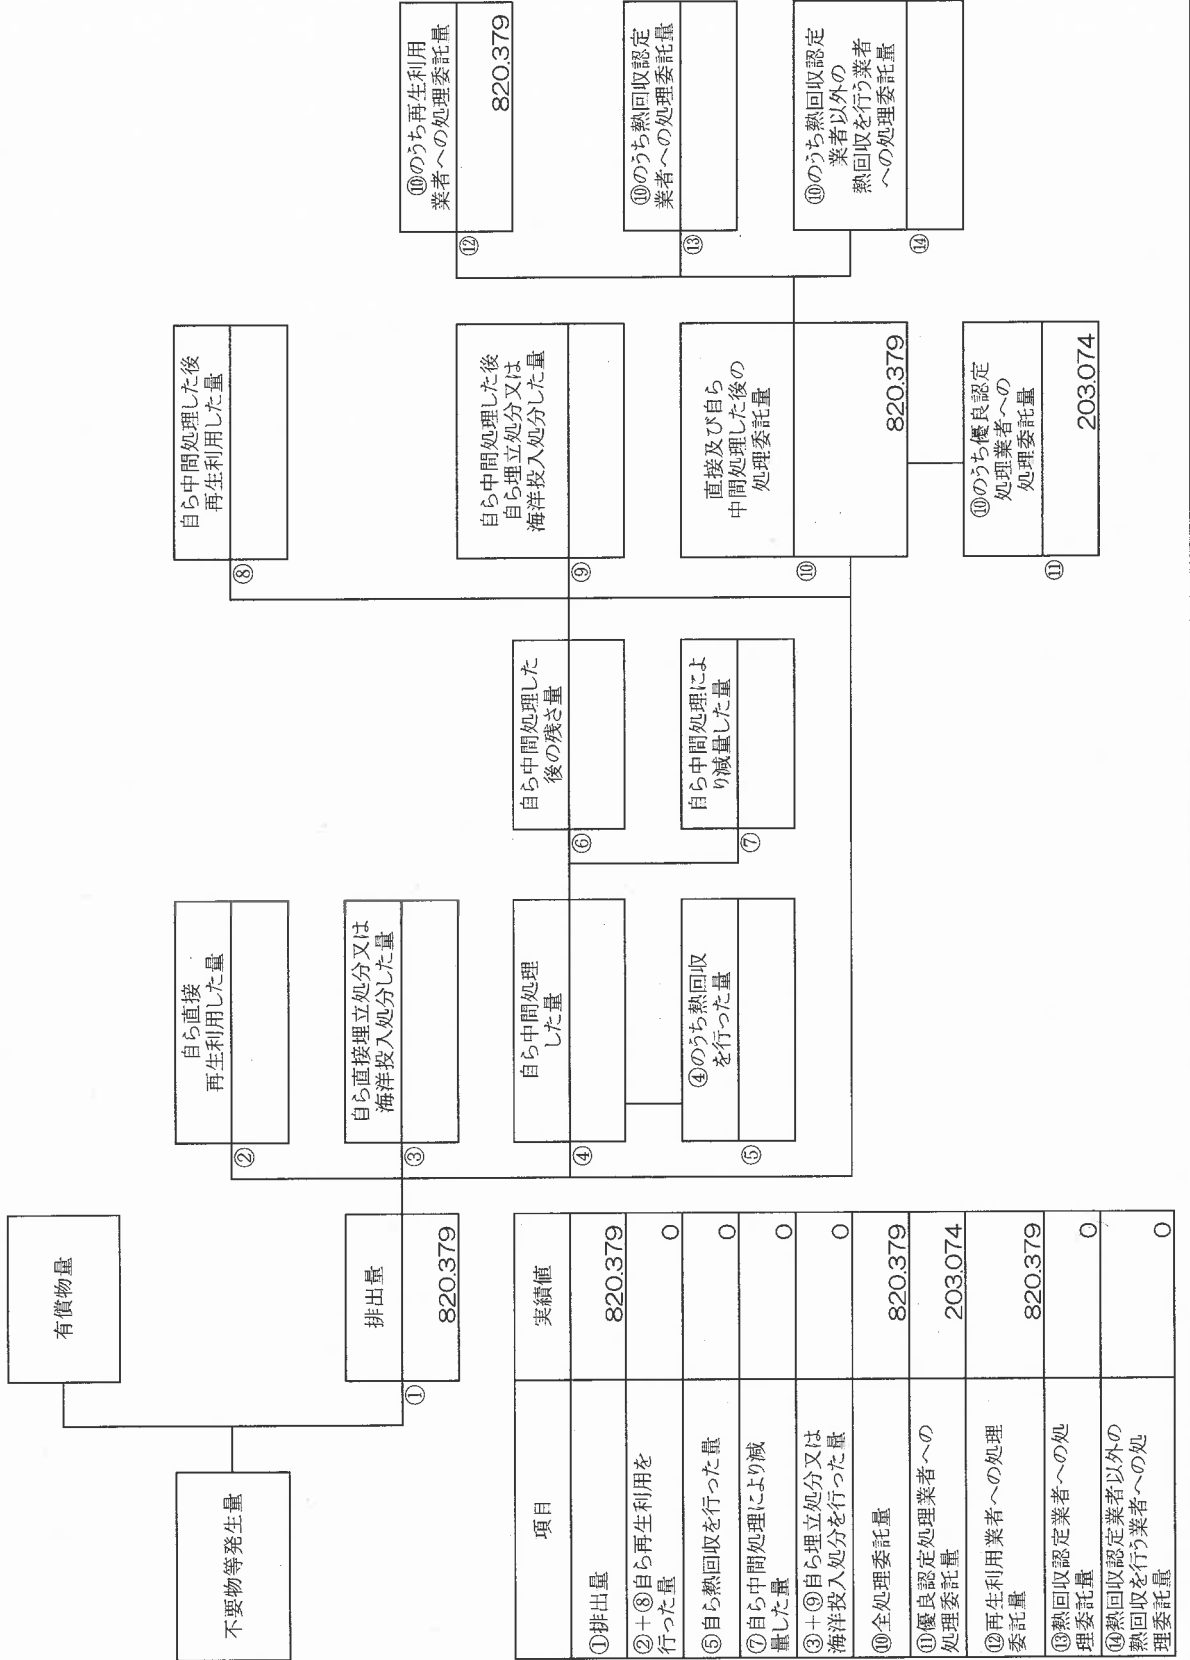 不要物等発生量
有償物量
排出量
①
820.379
自ら直接
再生利用した量
②
自ら直接埋立処分又は
海洋投入処分した量
③
自ら中間処理
した量
④
④のうち熱回収
を行った量
⑤
自ら中間処理した
後の残さ量
⑥
自ら中間処理によ
り減量した量
⑦
自ら中間処理した後
再生利用した量
⑧
自ら中間処理した後
自ら埋立処分又は
海洋投入処分した量
⑨
直接及び自ら
中間処理した後の
処理委託量
⑩
820.379
⑩のうち優良認定
処理業者への
処理委託量
⑪
203.074
⑩のうち再生利用
業者への処理委託量
⑫
820.379
⑩のうち熱回収認定
業者への処理委託量
⑬
⑩のうち熱回収認定
業者以外の
熱回収を行う業者
への処理委託量
⑭
項目 実績値
①排出量 820.379
②+⑧自ら再生利用を
行った量 0
⑤自ら熱回収を行った量 0
⑦自ら中間処理により減
量した量 0
③+⑨自ら埋立処分又は
海洋投入処分を行った量 0
⑩全処理委託量 820.379
⑪優良認定処理業者への
処理委託量 203.074
⑫再生利用業者への処理
委託量 820.379
⑬熱回収認定業者への処
理委託量 0
⑭熱回収認定業者以外の
熱回収を行う業者への処
理委託量 0